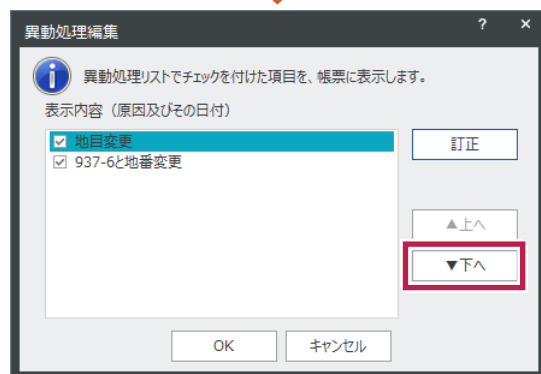 異動処理編集
? ×
異動処理リストでチェックを付けた項目を、帳票に表示します。
表示内容（原因及びその日付）
地目変更
937-6と地番変更
訂正
▲上へ
▼下へ
OK
キャンセル